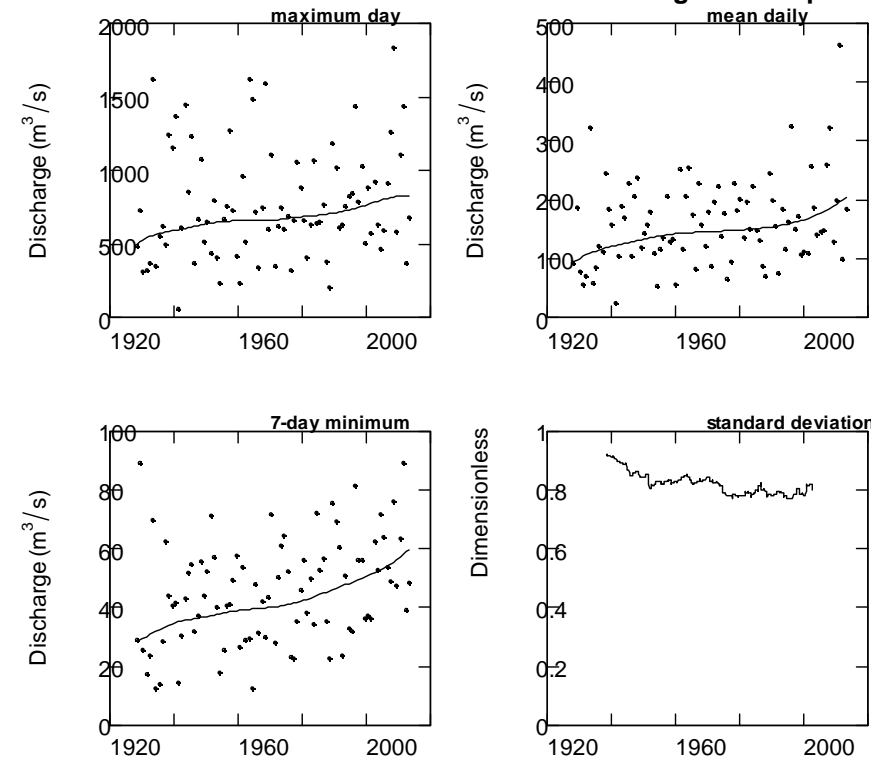 maximum day
2000
1500
1000
500
0
1920 1960 2000
Discharge (m3/s)
mean daily
500
400
300
200
100
0
1920 1960 2000
Discharge (m3/s)
7-day minimum
100
80
60
40
20
0
1920 1960 2000
Discharge (m3/s)
standard deviation
1
0.8
0.6
0.4
0.2
0
1920 1960 2000
Dimensionless